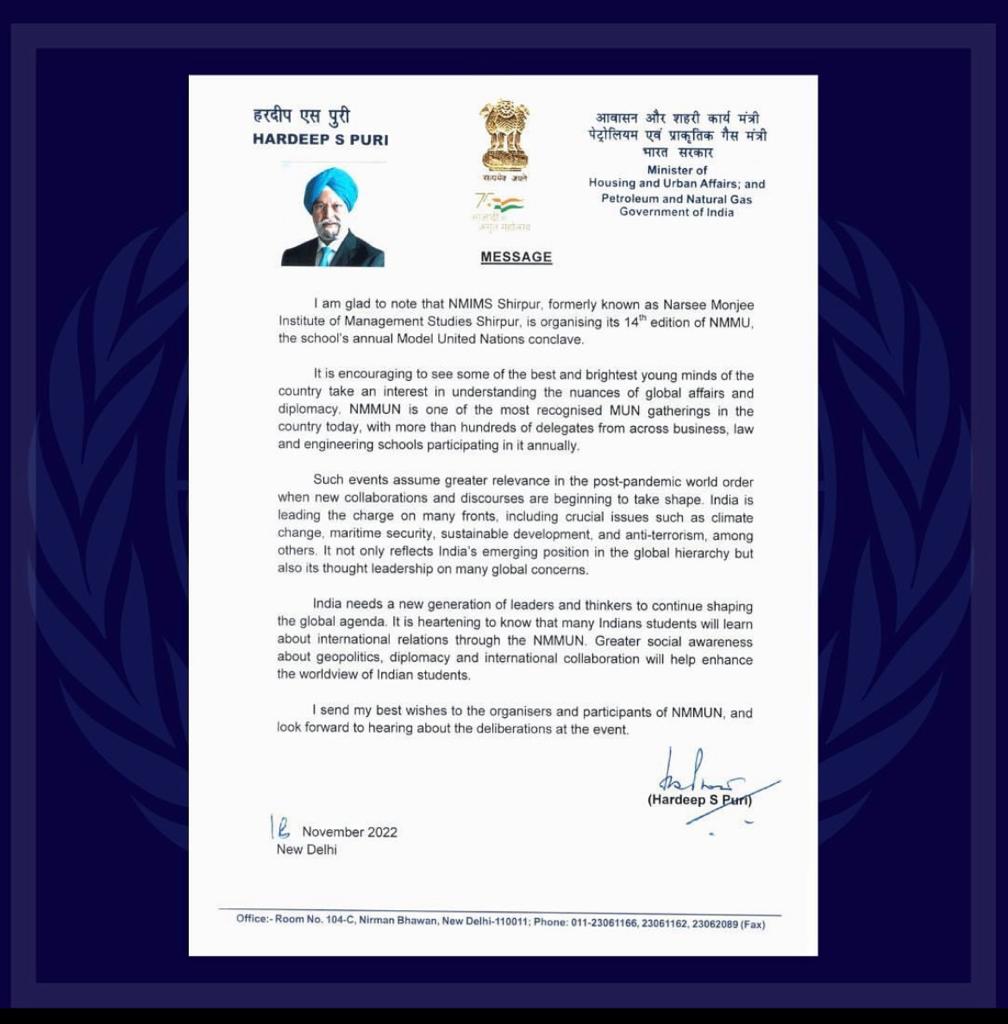 हरदीप एस पुरी
HARDEEP S PURI
सत्यमेव जयते
आज़ादी का
अमृत महोत्सव
आवासन और शहरी कार्य मंत्री
पेट्रोलियम एवं प्राकृतिक गैस मंत्री
भारत सरकार
Minister of
Housing and Urban Affairs; and
Petroleum and Natural Gas
Government of India
MESSAGE
I am glad to note that NMIMS Shirpur, formerly known as Narsee Monjee
Institute of Management Studies Shirpur, is organising its 14th edition of NMMU,
the school's annual Model United Nations conclave.
It is encouraging to see some of the best and brightest young minds of the
country take an interest in understanding the nuances of global affairs and
diplomacy. NMMUN is one of the most recognised MUN gatherings in the
country today, with more than hundreds of delegates from across business, law
and engineering schools participating in it annually.
Such events assume greater relevance in the post-pandemic world order
when new collaborations and discourses are beginning to take shape. India is
leading the charge on many fronts, including crucial issues such as climate
change, maritime security, sustainable development, and anti-terrorism, among
others. It not only reflects India's emerging position in the global hierarchy but
also its thought leadership on many global concerns.
India needs a new generation of leaders and thinkers to continue shaping
the global agenda. It is heartening to know that many Indians students will learn
about international relations through the NMMUN. Greater social awareness
about geopolitics, diplomacy and international collaboration will help enhance
the worldview of Indian students.
I send my best wishes to the organisers and participants of NMMUN, and
look forward to hearing about the deliberations at the event.
(Hardeep S Puri)
November 2022
New Delhi
Office:- Room No. 104-C, Nirman Bhawan, New Delhi-110011; Phone: 011-23061166, 23061162, 23062089 (Fax)